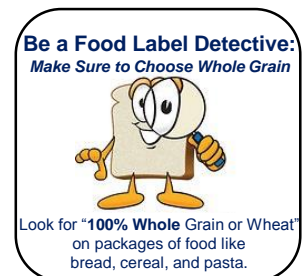 Be a Food Label Detective:
Make Sure to Choose Whole Grain
Look for “100% Whole Grain or Wheat”
on packages of food like
bread, cereal, and pasta.